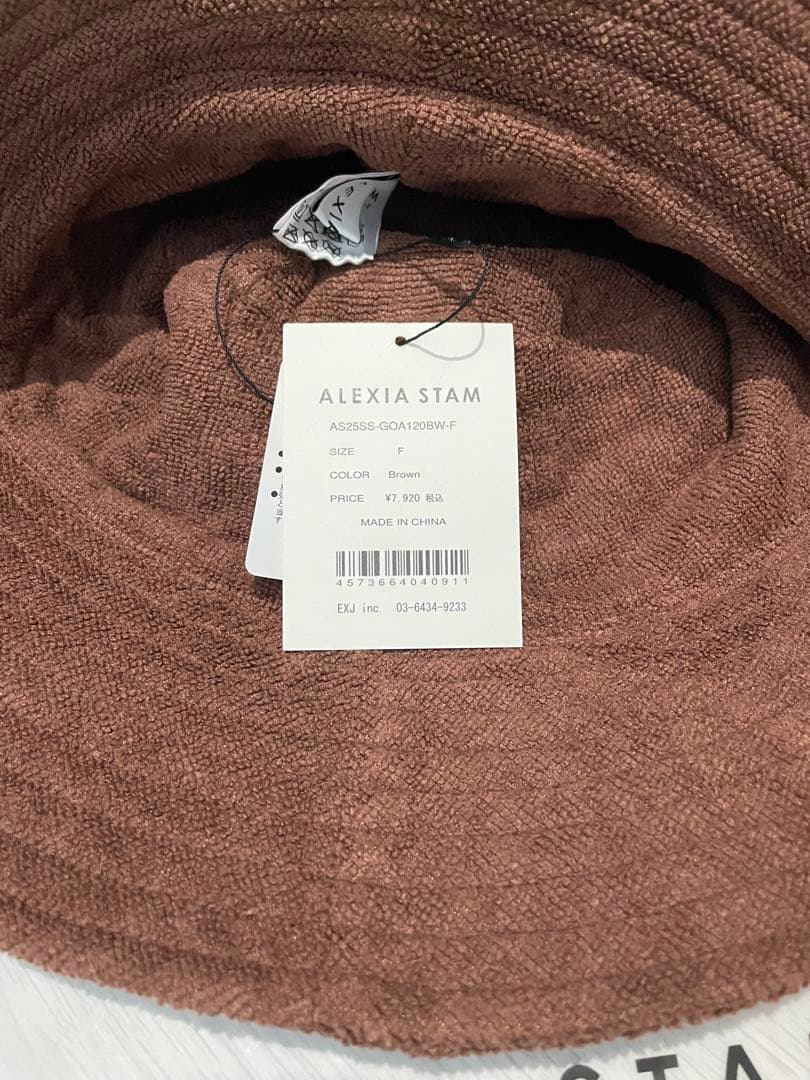 ALEXIA STAM
AS25SS-GOA120BW-F
SIZE F
COLOR Brown
PRICE ¥7,920 税込
MADE IN CHINA
4573664040911
EXJ inc. 03-6434-9233